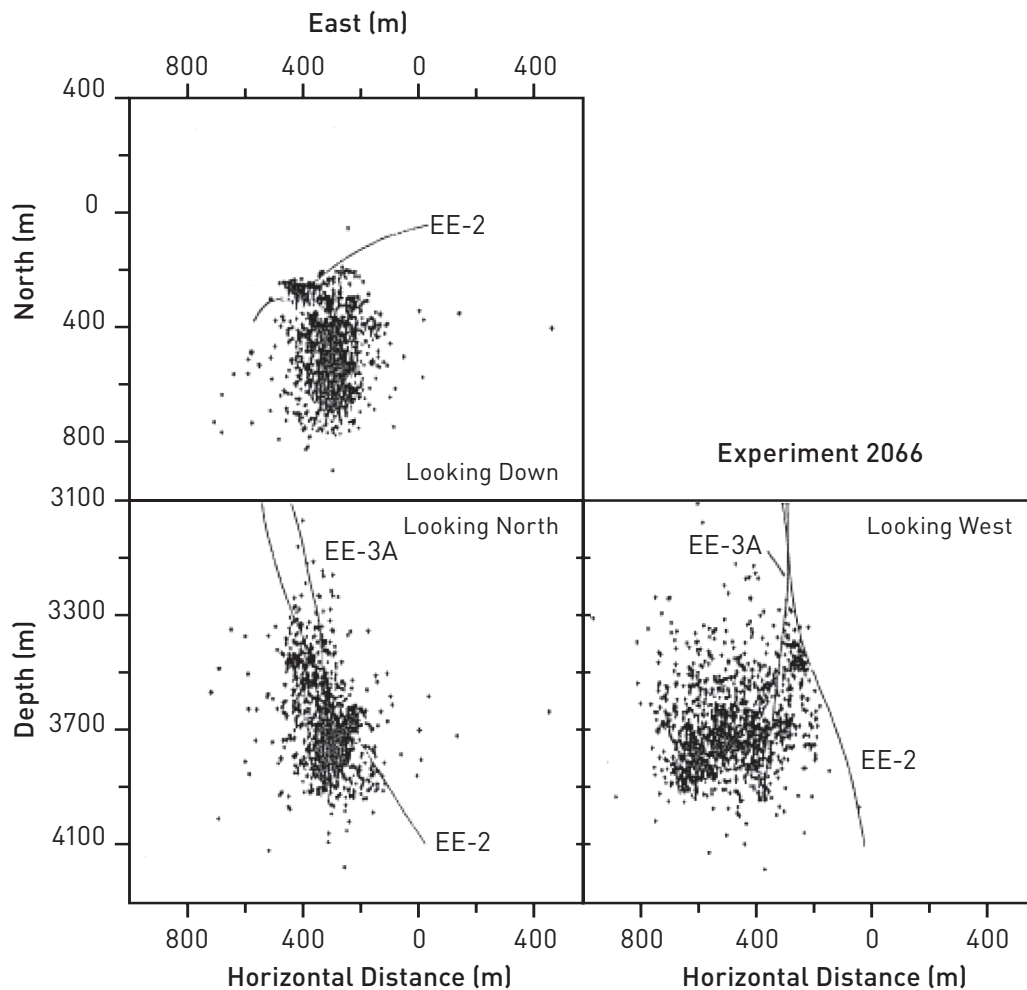 East (m)
800 400 0 400
400
0
400
800
North (m)
EE-2
Looking Down
Experiment 2066
3100
3300
3700
4100
Depth (m)
Looking North
EE-3A
EE-2
Looking West
EE-3A
EE-2
800 400 0 400
Horizontal Distance (m)
800 400 0 400
Horizontal Distance (m)